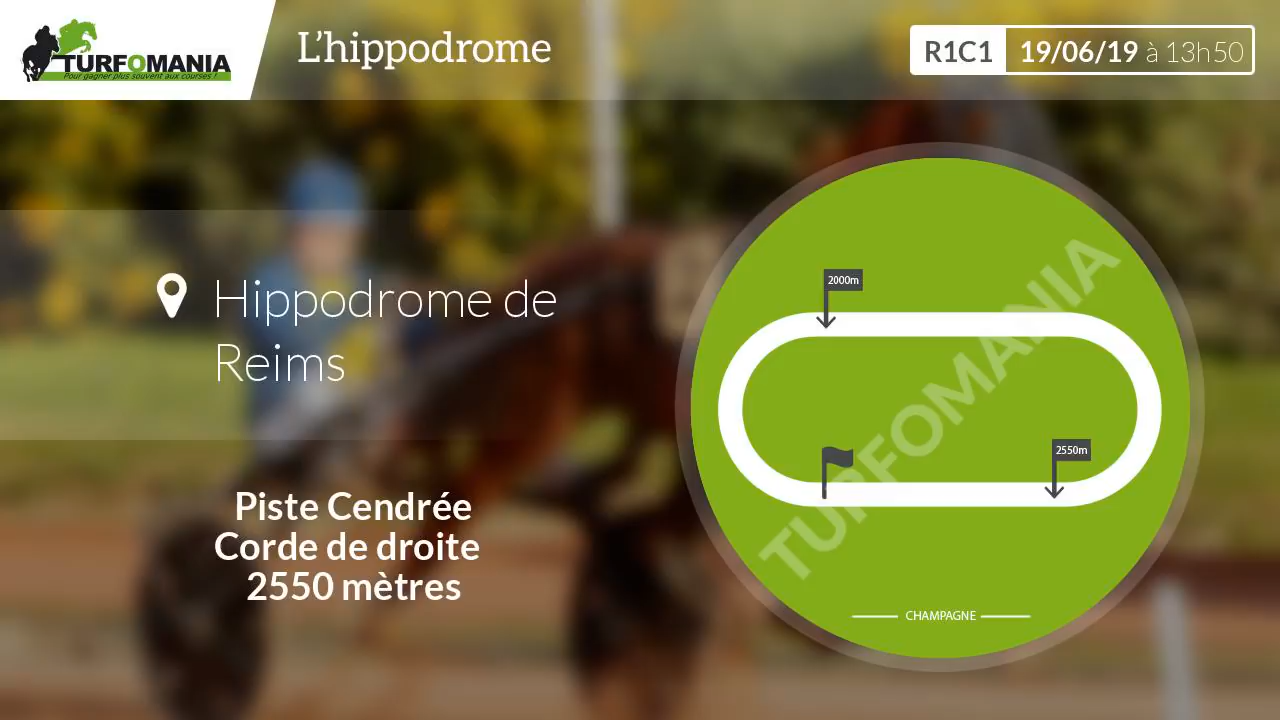 TURFOMANIA
Pour gagner plus souvent aux courses !
L'hippodrome
R1C1 19/06/19 à 13h50
Hippodrome de
Reims
Piste Cendrée
Corde de droite
2550 mètres
2000m
2550m
TURFOMANIA
CHAMPAGNE